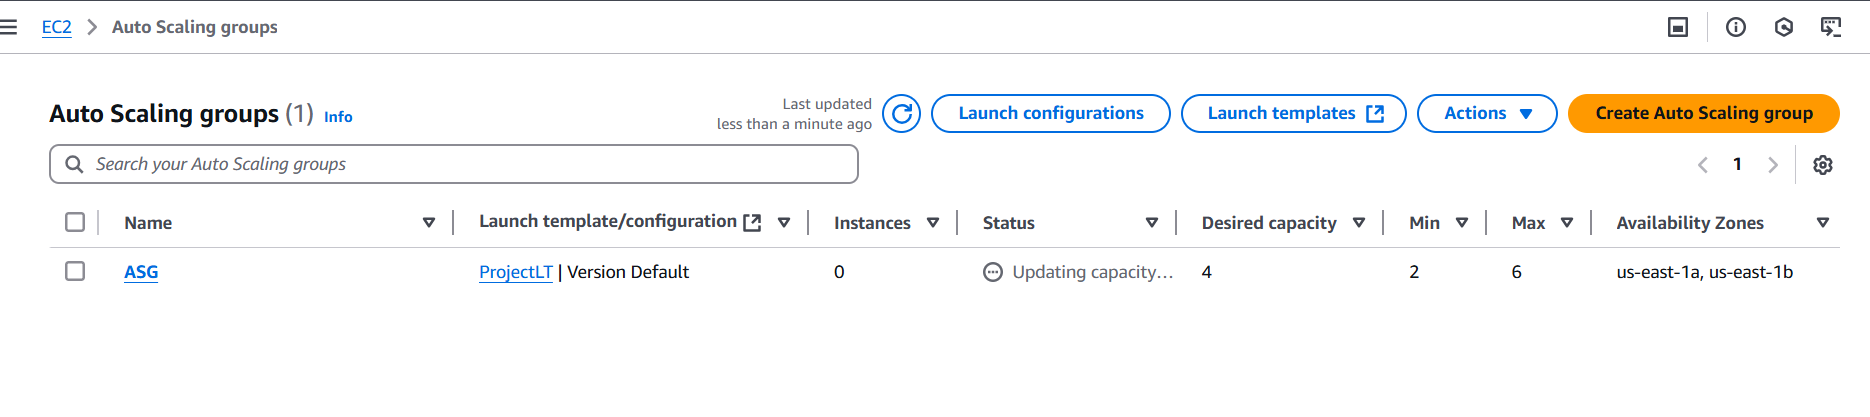 EC2 > Auto Scaling groups
Auto Scaling groups (1) Info
Last updated
less than a minute ago
Launch configurations
Launch templates
Actions
Create Auto Scaling group
Search your Auto Scaling groups
1
Name Launch template/configuration Instances Status Desired capacity Min Max Availability Zones
ASG ProjectLT | Version Default 0 Updating capacity… 4 2 6 us-east-1a, us-east-1b